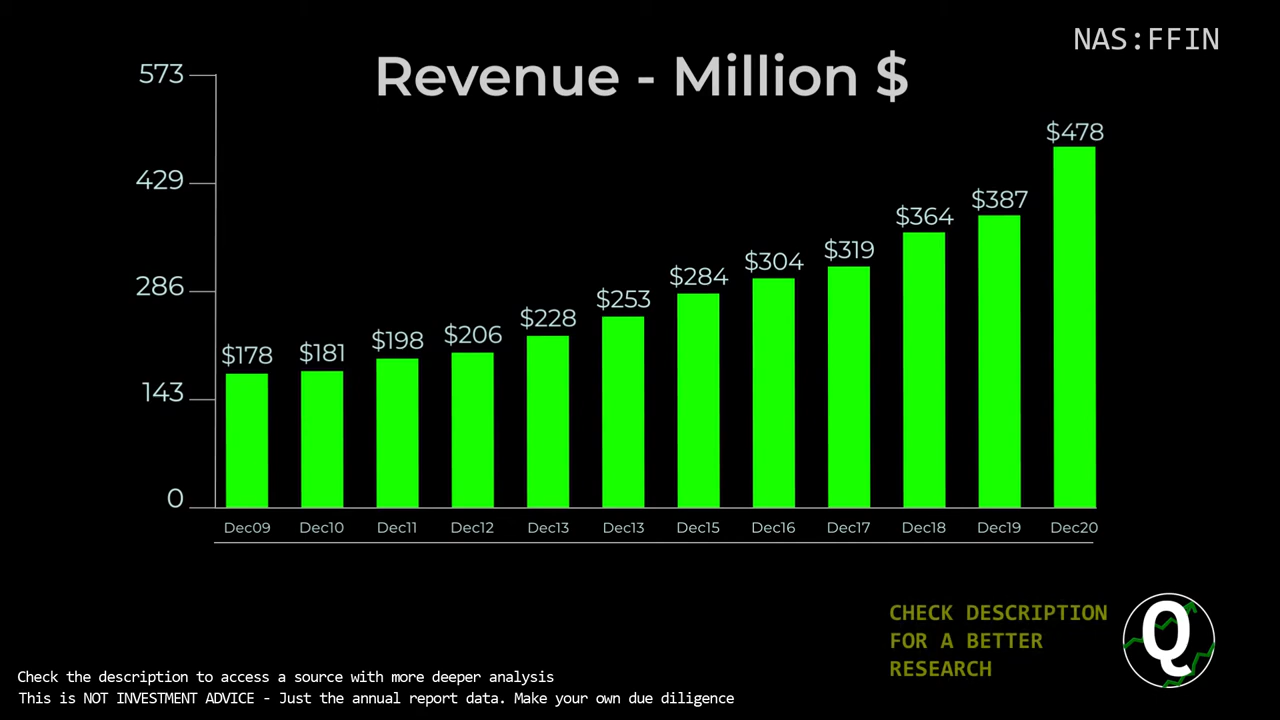 NAS:FFIN
Revenue - Million $
573
429
286
143
0
$178
$181
$198
$206
$228
$253
$284
$304
$319
$364
$387
$478
Dec09 Dec10 Dec11 Dec12 Dec13 Dec13 Dec15 Dec16 Dec17 Dec18 Dec19 Dec20
CHECK DESCRIPTION
FOR A BETTER
RESEARCH
Q
Check the description to access a source with more deeper analysis
This is NOT INVESTMENT ADVICE - Just the annual report data. Make your own due diligence